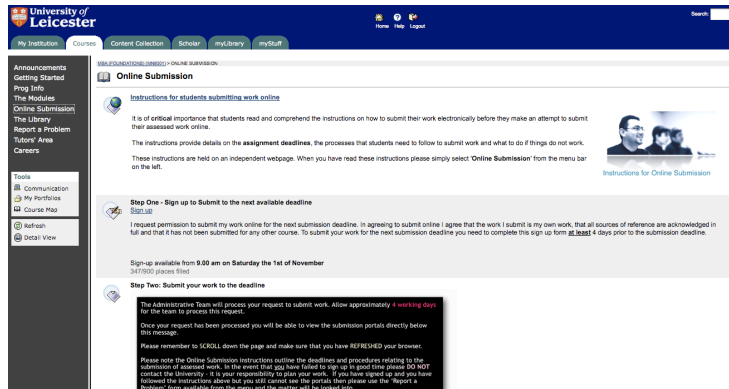 University of
Leicester
Home Help Logout
Search:
My Institution Courses Content Collection Scholar myLibrary myStuff
Announcements
Getting Started
Prog Info
The Modules
Online Submission
The Library
Report a Problem
Tutors' Area
Careers
Tools
Communication
My Portfolios
Course Map
Refresh
Detail View
MBA (FOUNDATIONS) (MN8001) > ONLINE SUBMISSION
Online Submission
Instructions for students submitting work online
It is of critical importance that students read and comprehend the instructions on how to submit their work electronically before they make an attempt to submit
their assessed work online.
The instructions provide details on the assignment deadlines, the processes that students need to follow to submit work and what to do if things do not work.
These instructions are held on an independent webpage. When you have read these instructions please simply select 'Online Submission' from the menu bar
on the left.
Instructions for Online Submission
Step One - Sign up to Submit to the next available deadline
Sign up
I request permission to submit my work online for the next submission deadline. In agreeing to submit online I agree that the work I submit is my own work, that all sources of reference are acknowledged in
full and that it has not been submitted for any other course. To submit your work for the next submission deadline you need to complete this sign up form at least 4 days prior to the submission deadline.
Sign-up available from 9.00 am on Saturday the 1st of November
347/900 places filled
Step Two: Submit your work to the deadline
The Administrative Team will process your request to submit work. Allow approximately 4 working days
for the team to process this request.
Once your request has been processed you will be able to view the submission portals directly below
this message.
Please remember to SCROLL down the page and make sure that you have REFRESHED your browser.
Please note the Online Submission instructions outline the deadlines and procedures relating to the
submission of assessed work. In the event that you have failed to sign up in good time please DO NOT
contact the University - it is your responsibility to plan your work. If you have signed up and you have
followed the instructions above but you still cannot see the portals then please use the "Report a
Problem" form available from the menu and the matter will be looked into.